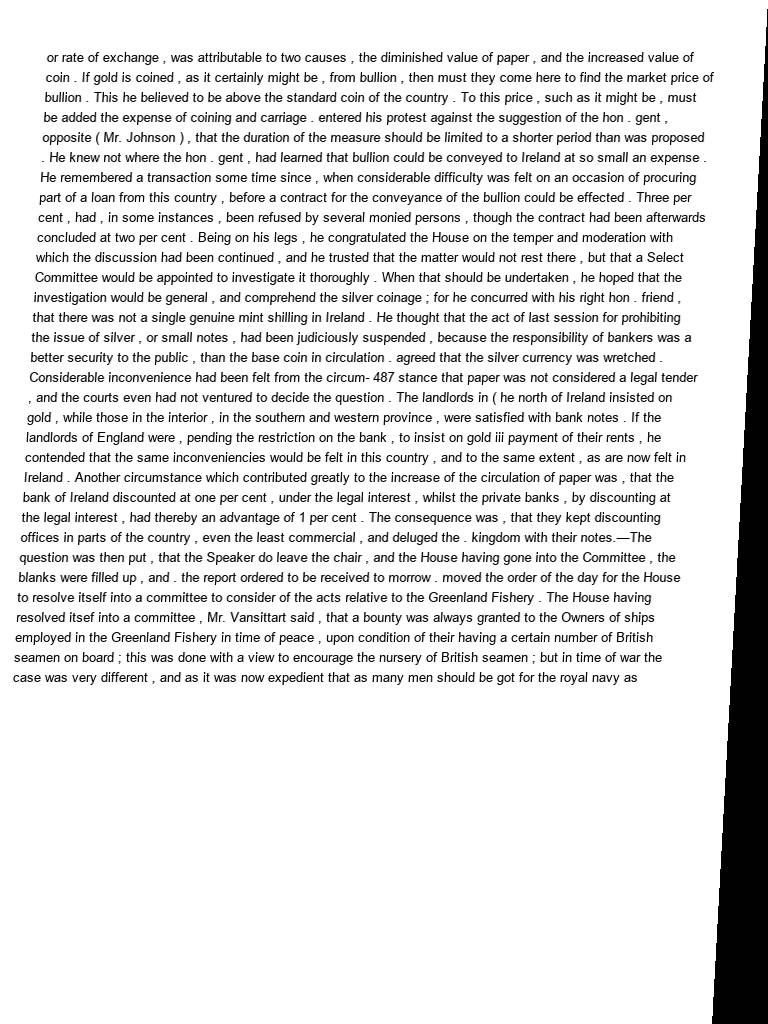 or rate of exchange , was attributable to two causes , the diminished value of paper , and the increased value of
coin . If gold is coined , as it certainly might be , from bullion , then must they come here to find the market price of
bullion . This he believed to be above the standard coin of the country . To this price , such as it might be , must
be added the expense of coining and carriage . entered his protest against the suggestion of the hon . gent ,
opposite ( Mr. Johnson ) , that the duration of the measure should be limited to a shorter period than was proposed
. He knew not where the hon . gent , had learned that bullion could be conveyed to Ireland at so small an expense .
He remembered a transaction some time since , when considerable difficulty was felt on an occasion of procuring
part of a loan from this country , before a contract for the conveyance of the bullion could be effected . Three per
cent , had , in some instances , been refused by several monied persons , though the contract had been afterwards
concluded at two per cent . Being on his legs , he congratulated the House on the temper and moderation with
which the discussion had been continued , and he trusted that the matter would not rest there , but that a Select
Committee would be appointed to investigate it thoroughly . When that should be undertaken , he hoped that the
investigation would be general , and comprehend the silver coinage ; for he concurred with his right hon . friend ,
that there was not a single genuine mint shilling in Ireland . He thought that the act of last session for prohibiting
the issue of silver , or small notes , had been judiciously suspended , because the responsibility of bankers was a
better security to the public , than the base coin in circulation . agreed that the silver currency was wretched .
Considerable inconvenience had been felt from the circum- 487 stance that paper was not considered a legal tender
, and the courts even had not ventured to decide the question . The landlords in ( he north of Ireland insisted on
gold , while those in the interior , in the southern and western province , were satisfied with bank notes . If the
landlords of England were , pending the restriction on the bank , to insist on gold iii payment of their rents , he
contended that the same inconveniencies would be felt in this country , and to the same extent , as are now felt in
Ireland . Another circumstance which contributed greatly to the increase of the circulation of paper was , that the
bank of Ireland discounted at one per cent , under the legal interest , whilst the private banks , by discounting at
the legal interest , had thereby an advantage of 1 per cent . The consequence was , that they kept discounting
offices in parts of the country , even the least commercial , and deluged the . kingdom with their notes.—The
question was then put , that the Speaker do leave the chair , and the House having gone into the Committee , the
blanks were filled up , and . the report ordered to be received to morrow . moved the order of the day for the House
to resolve itself into a committee to consider of the acts relative to the Greenland Fishery . The House having
resolved itsef into a committee , Mr. Vansittart said , that a bounty was always granted to the Owners of ships
employed in the Greenland Fishery in time of peace , upon condition of their having a certain number of British
seamen on board ; this was done with a view to encourage the nursery of British seamen ; but in time of war the
case was very different , and as it was now expedient that as many men should be got for the royal navy as